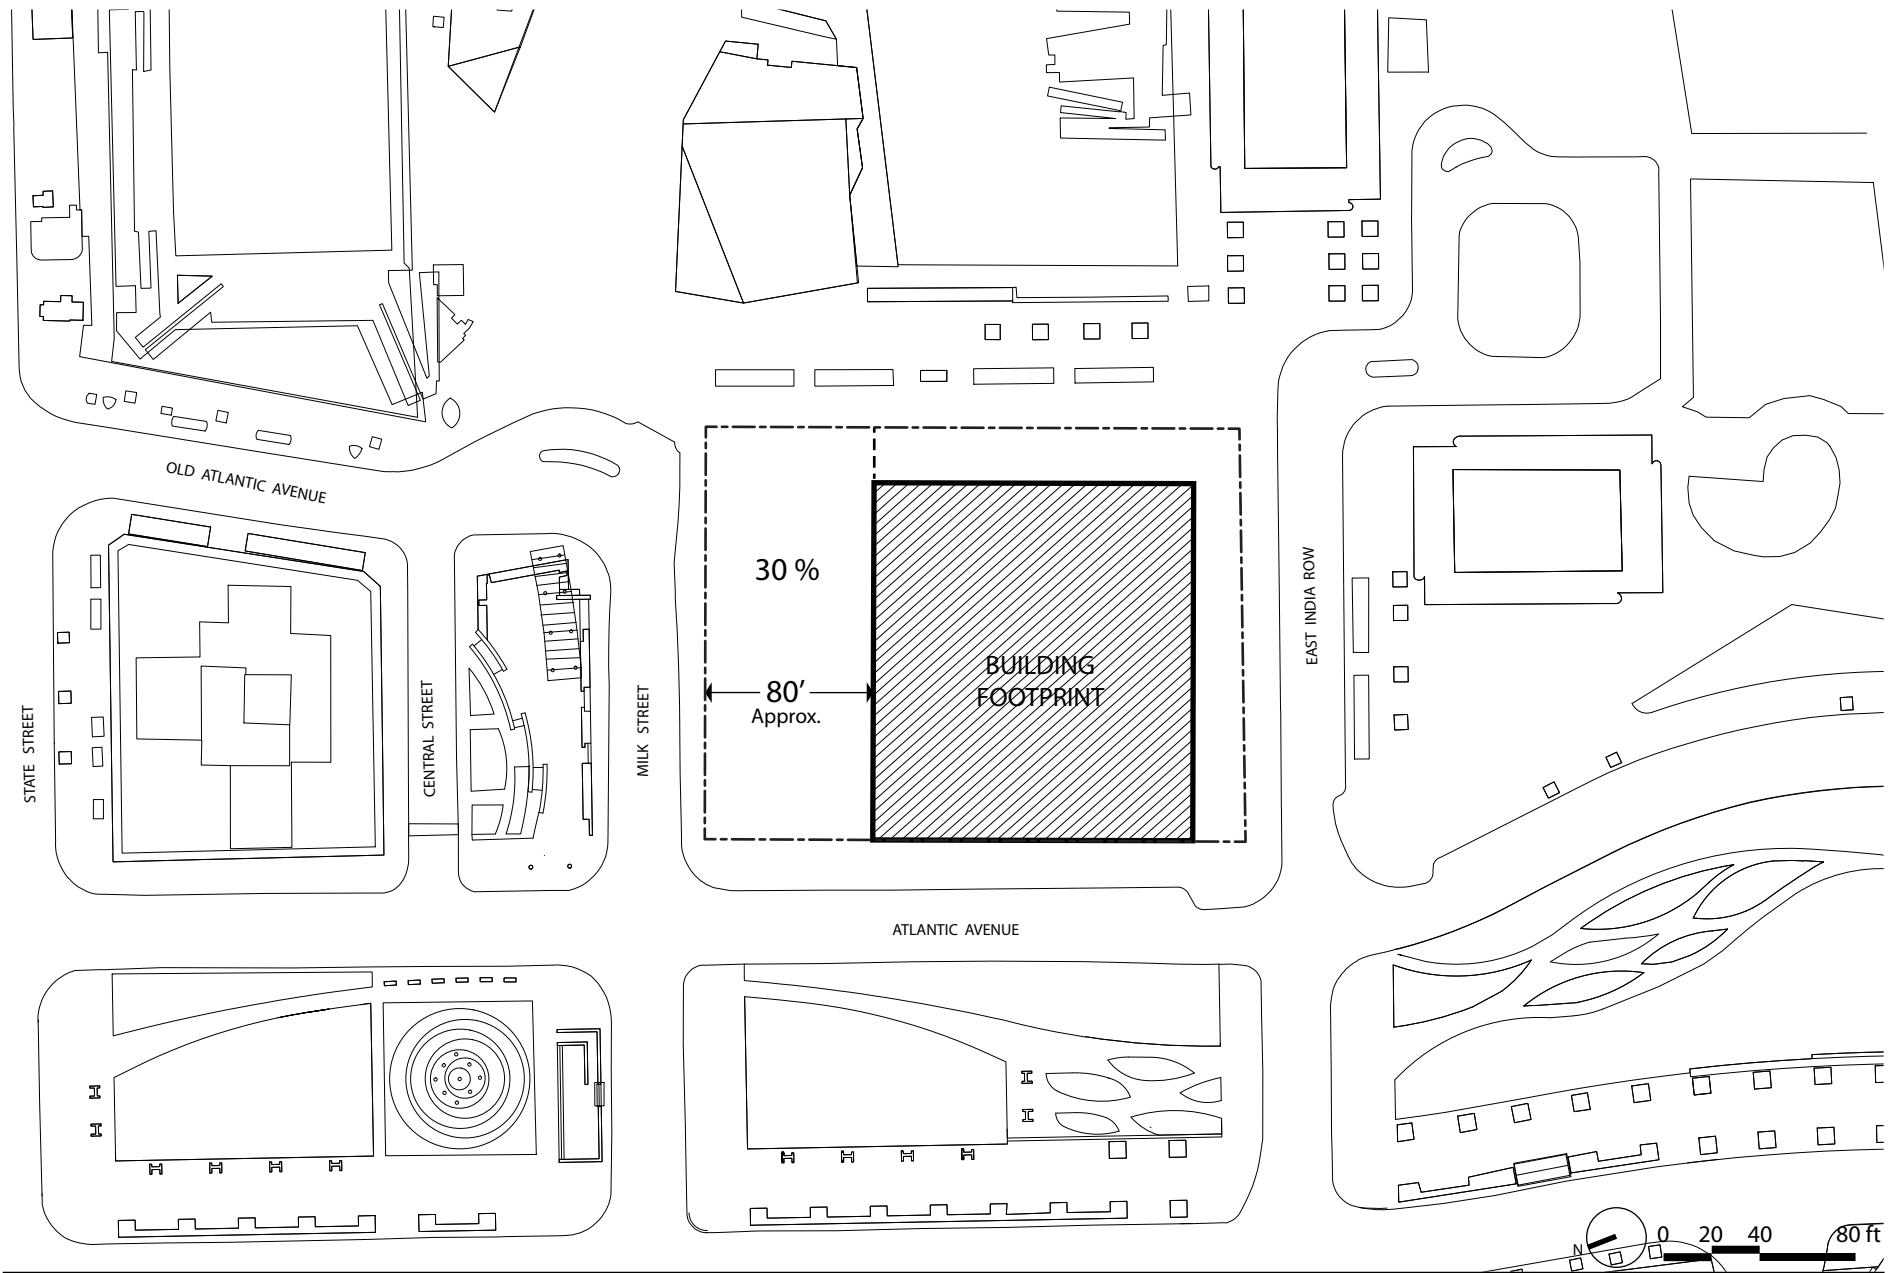 OLD ATLANTIC AVENUE
30 %
BUILDING
FOOTPRINT
80’
Approx.
EAST INDIA ROW
STATE STREET
CENTRAL STREET
MILK STREET
ATLANTIC AVENUE
N
0 20 40 80 ft